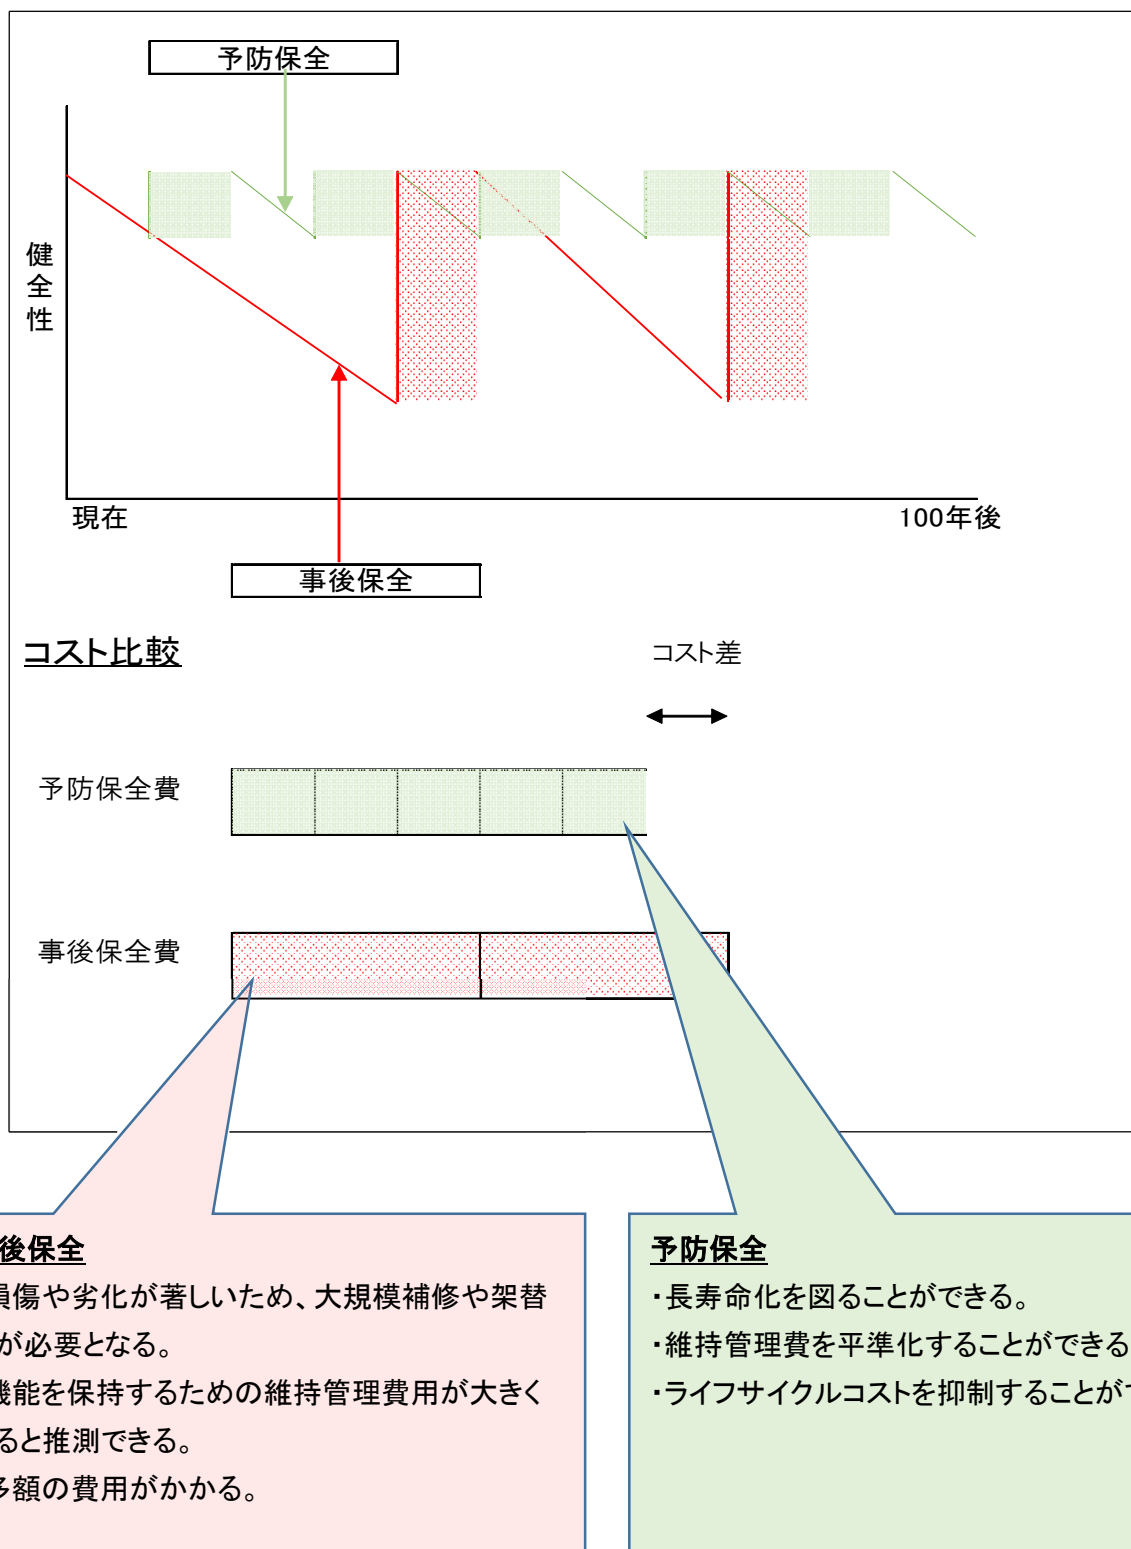 予防保全
健全性
現在
100年後
事後保全
コスト比較
コスト差
予防保全費
事後保全費
後保全
損傷や劣化が著しいため、大規模補修や架替
が必要となる。
機能を保持するための維持管理費用が大きく
ると推測できる。
多額の費用がかかる。
予防保全
・長寿命化を図ることができる。
・維持管理費を平準化することができる
・ライフサイクルコストを抑制することが